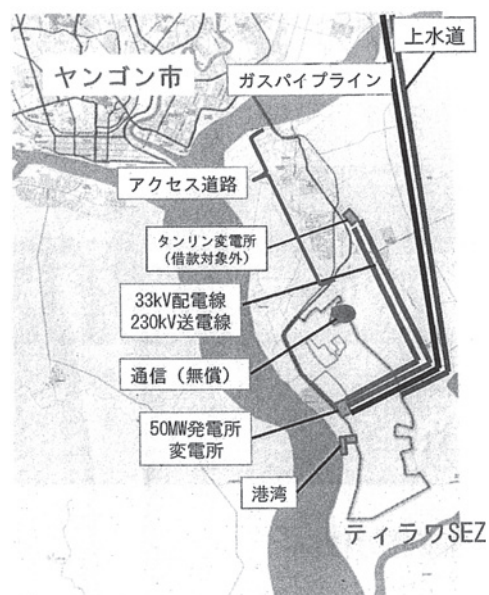 上水道
ヤンゴン市
ガスパイプライン
アクセス道路
タンリン変電所
(借款対象外)
33kV配電線
230kV送電線
通信(無償)
50MW発電所
変電所
港湾
ティラワSEZ